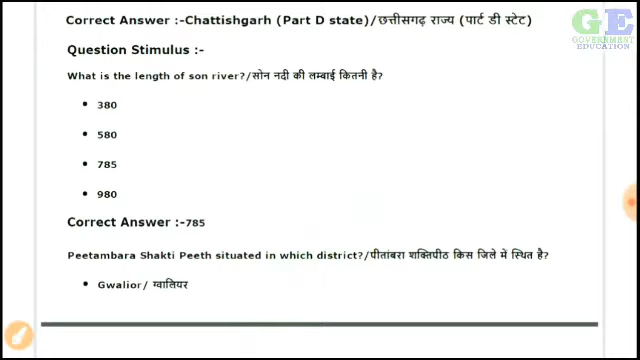 Correct Answer :-Chattishgarh (Part D state)/छत्तीसगढ़ राज्य (पार्ट डी स्टेट)
GE
GOVERNMENT
EDUCATION
Question Stimulus :-
What is the length of son river?/सोन नदी की लम्बाई कितनी है?
• 380
• 580
• 785
• 980
Correct Answer :-785
Peetambara Shakti Peeth situated in which district?/पीतांबरा शक्तिपीठ किस जिले में स्थित है?
• Gwalior/ ग्वालियर